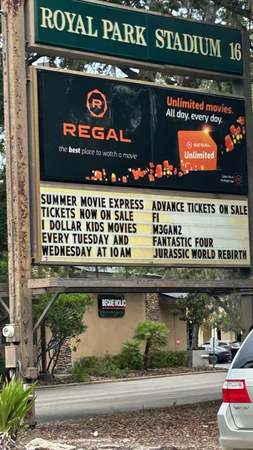 ROYAL PARK STADIUM 16
R
REGAL
the best place to watch a movie
Unlimited movies.
All day. every day.
Unlimited
SUMMER MOVIE EXPRESS
TICKETS NOW ON SALE
1 DOLLAR KIDS MOVIES
EVERY TUESDAY AND
WEDNESDAY AT 10AM
ADVANCE TICKETS ON SALE
F1
M3GAN2
FANTASTIC FOUR
JURASSIC WORLD REBIRTH